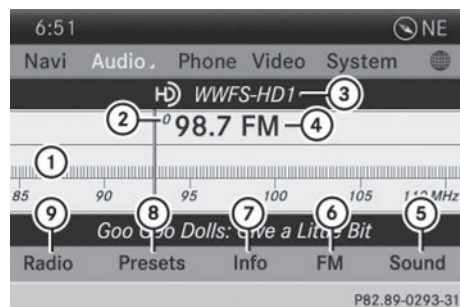 6:51 NE
Navi Audio Phone Video System
HD WWFS-HD1 3
2 0 98.7 FM 4
1
85 90 95 100 105 110 MHz
9 8 7 6 5
Goo Goo Dolls: Give a Little Bit
Radio Presets Info FM Sound
P82.89-0293-31